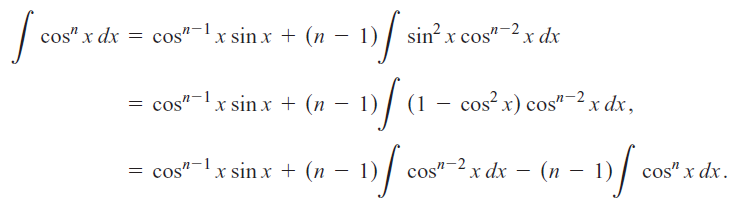 ∫ cosⁿ x dx = cosⁿ⁻¹ x sin x + (n − 1) ∫ sin² x cosⁿ⁻² x dx
= cosⁿ⁻¹ x sin x + (n − 1) ∫ (1 − cos² x) cosⁿ⁻² x dx,
= cosⁿ⁻¹ x sin x + (n − 1) ∫ cosⁿ⁻² x dx − (n − 1) ∫ cosⁿ x dx.